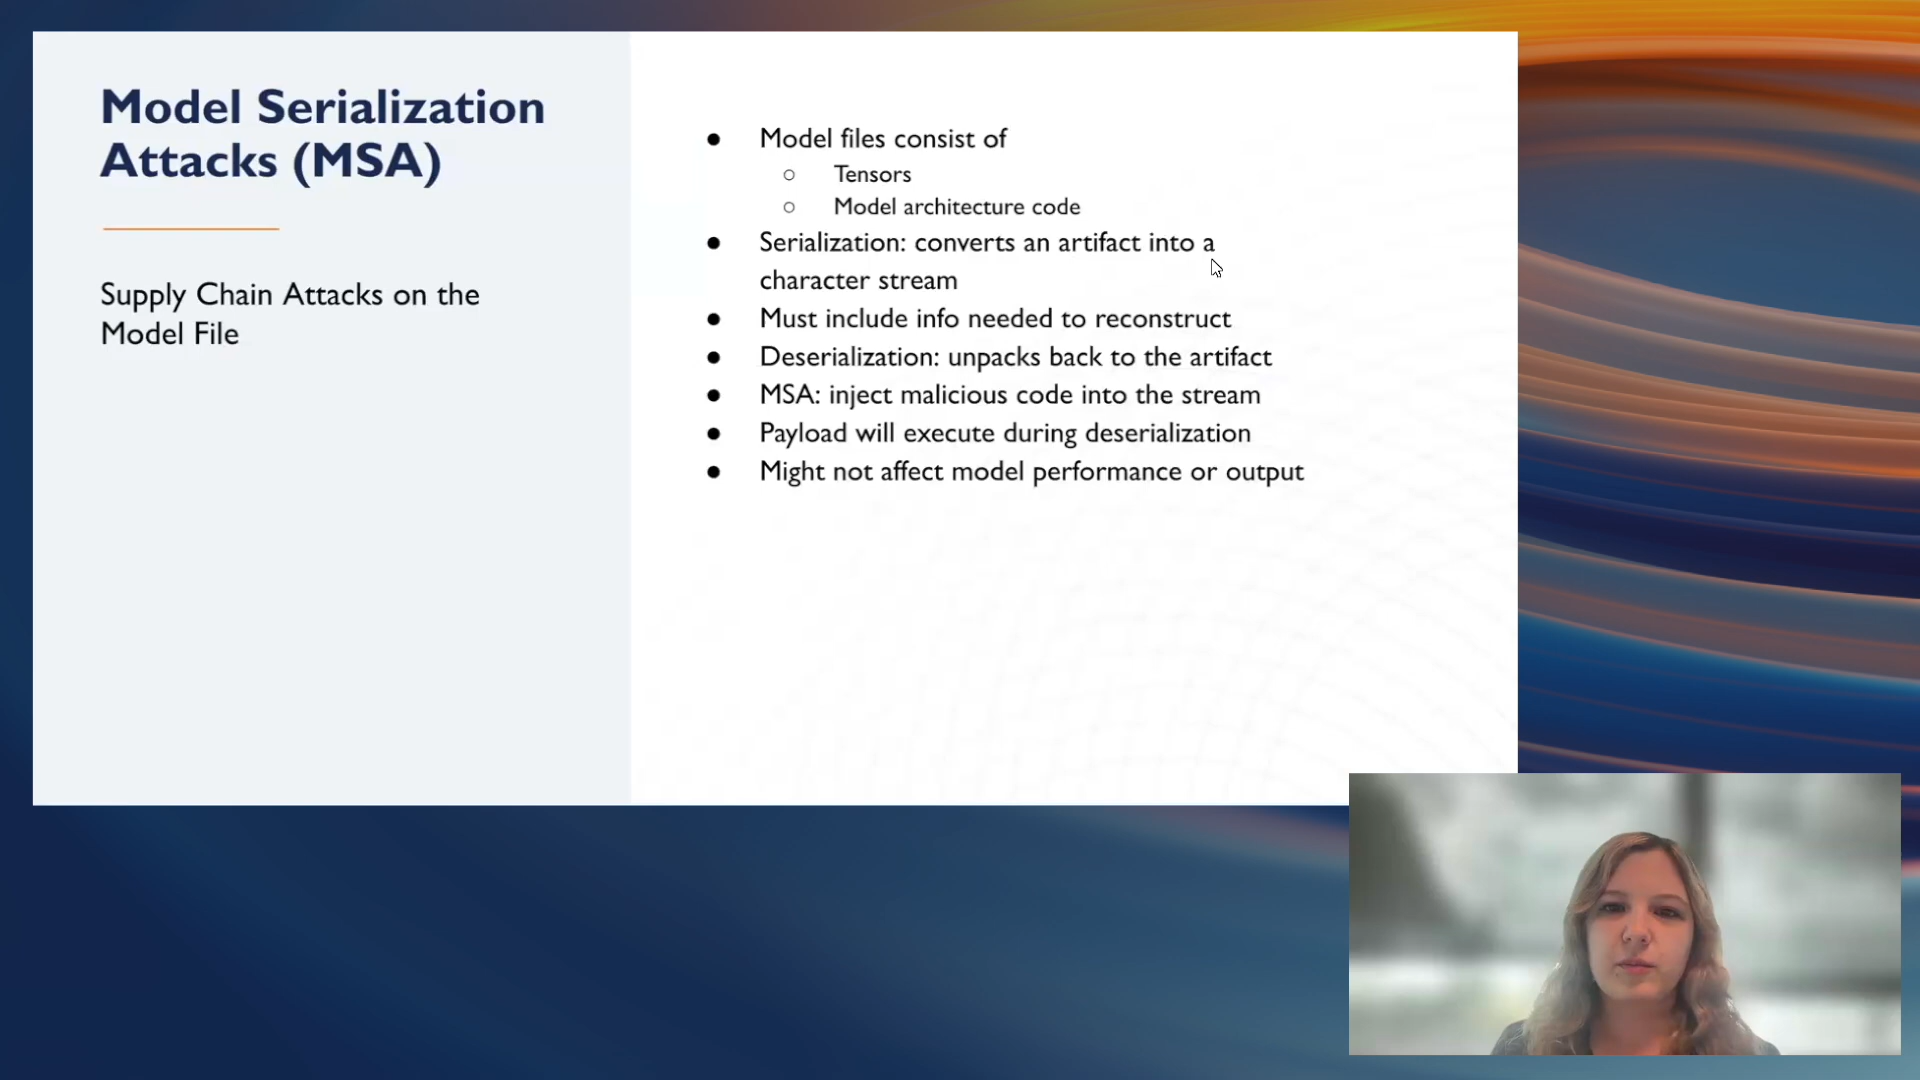 Model Serialization
Attacks (MSA)
Supply Chain Attacks on the
Model File
● Model files consist of
○ Tensors
○ Model architecture code
● Serialization: converts an artifact into a
character stream
● Must include info needed to reconstruct
● Deserialization: unpacks back to the artifact
● MSA: inject malicious code into the stream
● Payload will execute during deserialization
● Might not affect model performance or output